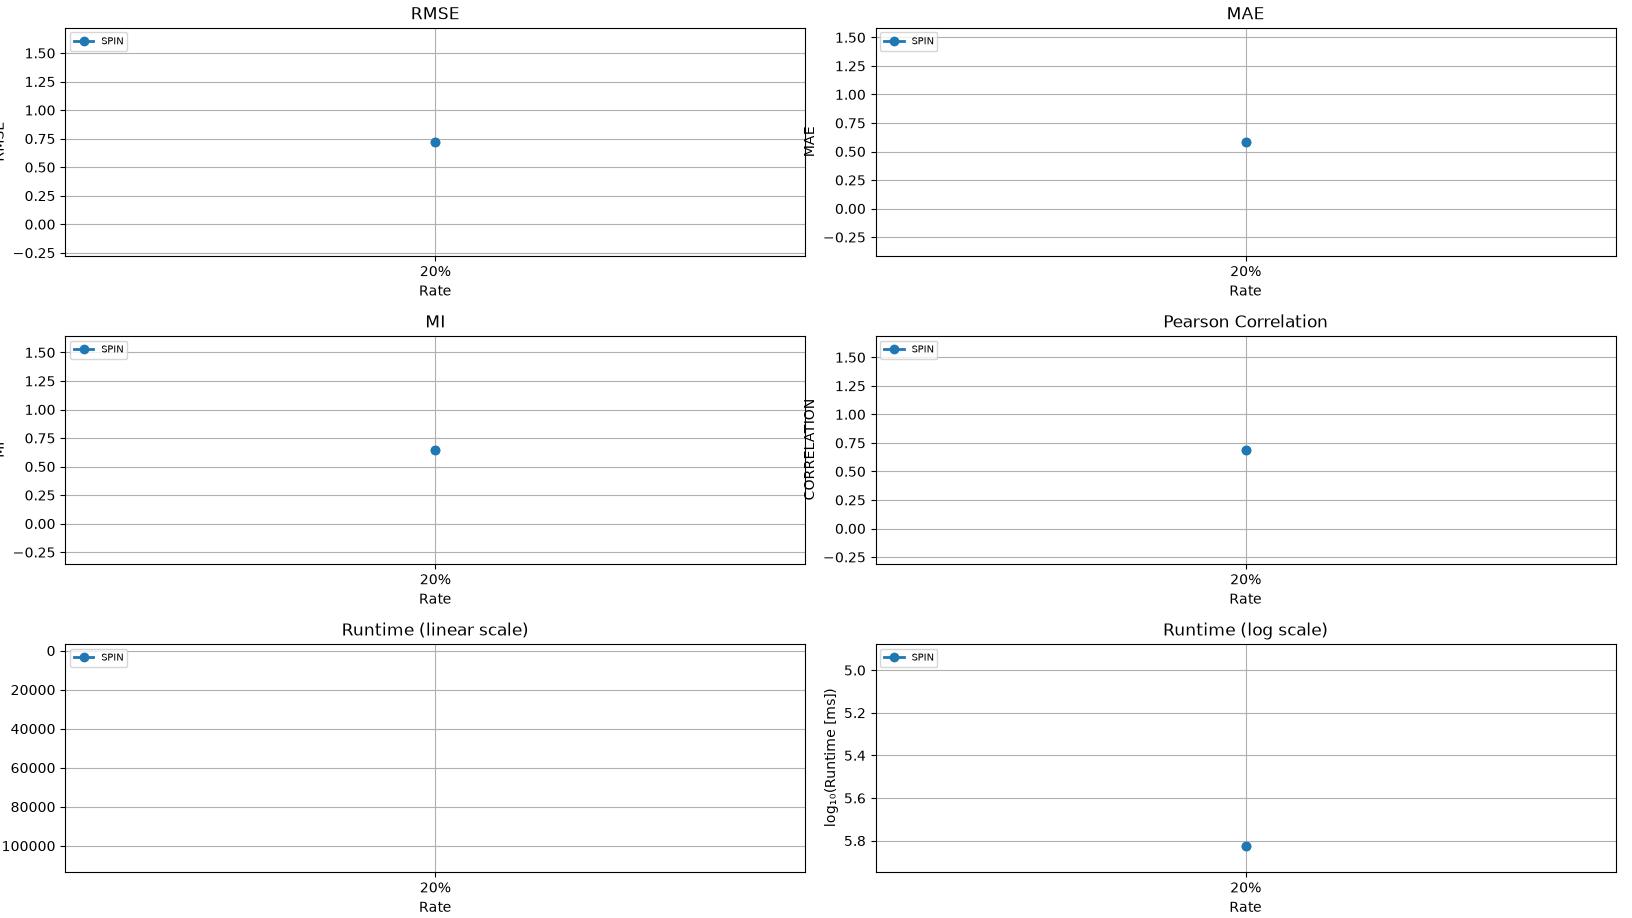 RMSE
SPIN
1.50
1.25
1.00
0.75
0.50
0.25
0.00
−0.25
20%
Rate
MAE
SPIN
MAE
1.50
1.25
1.00
0.75
0.50
0.25
0.00
−0.25
20%
Rate
MI
SPIN
1.50
1.25
1.00
0.75
0.50
0.25
0.00
−0.25
20%
Rate
Pearson Correlation
SPIN
CORRELATION
1.50
1.25
1.00
0.75
0.50
0.25
0.00
−0.25
20%
Rate
Runtime (linear scale)
SPIN
0
20000
40000
60000
80000
100000
20%
Rate
Runtime (log scale)
SPIN
log₁₀(Runtime [ms])
5.0
5.2
5.4
5.6
5.8
20%
Rate